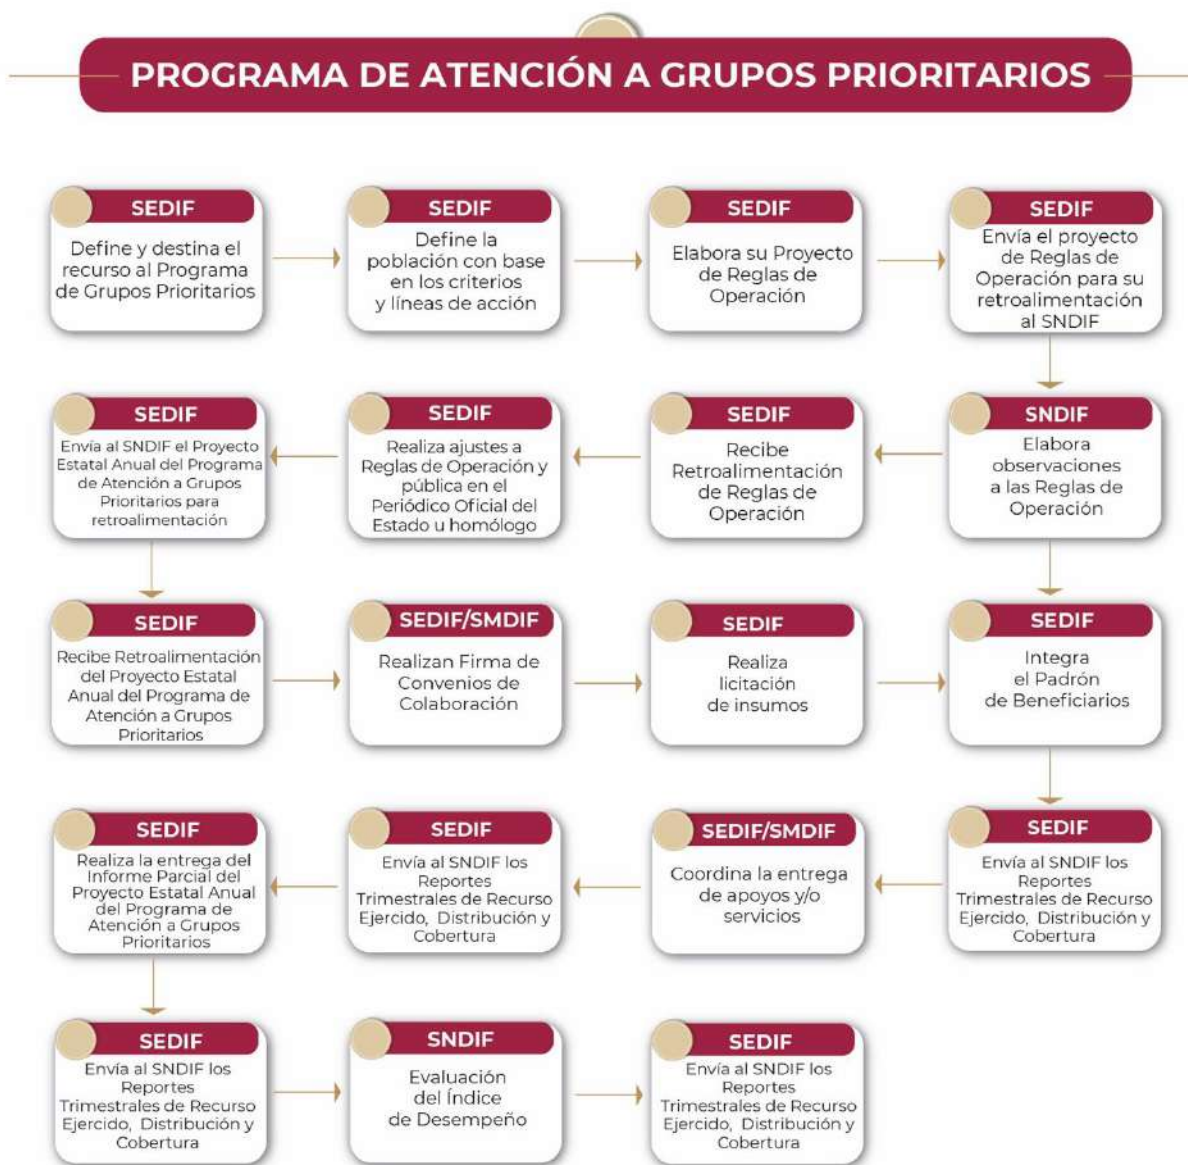 PROGRAMA DE ATENCIÓN A GRUPOS PRIORITARIOS
SEDIF
Define y destina el
recurso al Programa
de Grupos Prioritarios
SEDIF
Define la
población con base
en los criterios
y líneas de acción
SEDIF
Elabora su Proyecto
de Reglas de
Operación
SEDIF
Envía el proyecto
de Reglas de
Operación para su
retroalimentación
al SNDIF
SNDIF
Elabora
observaciones
a las Reglas de
Operación
SEDIF
Recibe
Retroalimentación
de Reglas de
Operación
SEDIF
Realiza ajustes a
Reglas de Operación y
pública en el
Periódico Oficial del
Estado u homólogo
SEDIF
Envía al SNDIF el Proyecto
Estatal Anual del Programa
de Atención a Grupos
Prioritarios para
retroalimentación
SEDIF
Recibe Retroalimentación
del Proyecto Estatal
Anual del Programa de
Atención a Grupos
Prioritarios
SEDIF/SMDIF
Realizan Firma de
Convenios de
Colaboración
SEDIF
Realiza
licitación
de insumos
SEDIF
Integra
el Padrón
de Beneficiarios
SEDIF
Envía al SNDIF los
Reportes
Trimestrales de Recurso
Ejercido, Distribución y
Cobertura
SEDIF/SMDIF
Coordina la entrega
de apoyos y/o
servicios
SEDIF
Envía al SNDIF los
Reportes
Trimestrales de Recurso
Ejercido, Distribución y
Cobertura
SEDIF
Realiza la entrega del
Informe Parcial del
Proyecto Estatal Anual
del Programa de
Atención a Grupos
Prioritarios
SEDIF
Envía al SNDIF los
Reportes
Trimestrales de Recurso
Ejercido, Distribución y
Cobertura
SNDIF
Evaluación
del Índice
de Desempeño
SEDIF
Envía al SNDIF los
Reportes
Trimestrales de Recurso
Ejercido, Distribución y
Cobertura